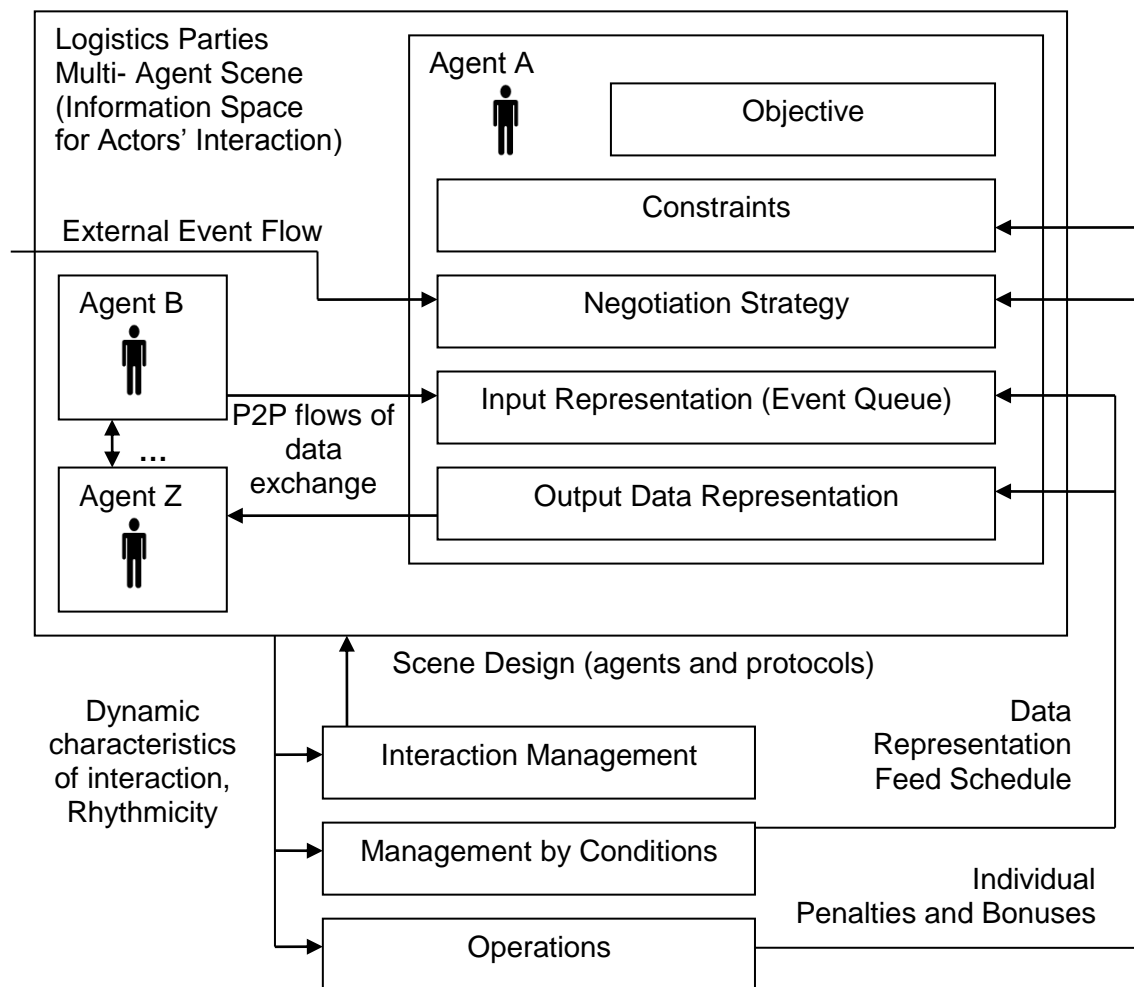 Logistics Parties
Multi- Agent Scene
(Information Space
for Actors’ Interaction)
Agent A
Objective
Constraints
External Event Flow
Agent B
Negotiation Strategy
Input Representation (Event Queue)
P2P flows of
data
exchange
...
Agent Z
Output Data Representation
Scene Design (agents and protocols)
Dynamic
characteristics
of interaction,
Rhythmicity
Interaction Management
Data
Representation
Feed Schedule
Management by Conditions
Individual
Penalties and Bonuses
Operations